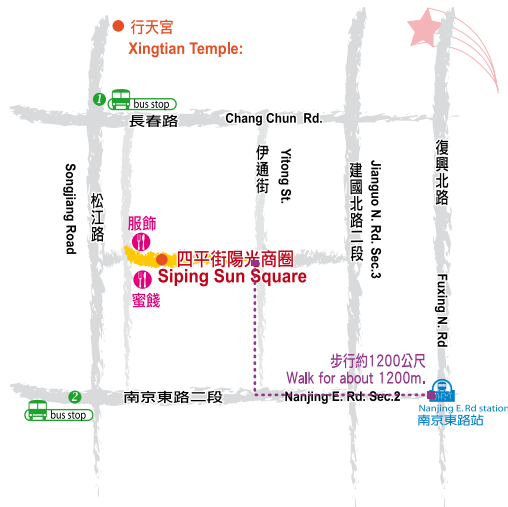 行天宮
Xingtian Temple:
1
bus stop
長春路
Chang Chun Rd.
Songjiang Road
松江路
伊通街
Yitong St.
建國北路二段
Jianguo N. Rd. Sec.3
復興北路
Fuxing N. Rd
服飾
四平街陽光商圈
Siping Sun Square
蜜餞
步行約1200公尺
Walk for about 1200m.
2
bus stop
南京東路二段
Nanjing E. Rd. Sec.2
Nanjing E. Rd station
南京東路站